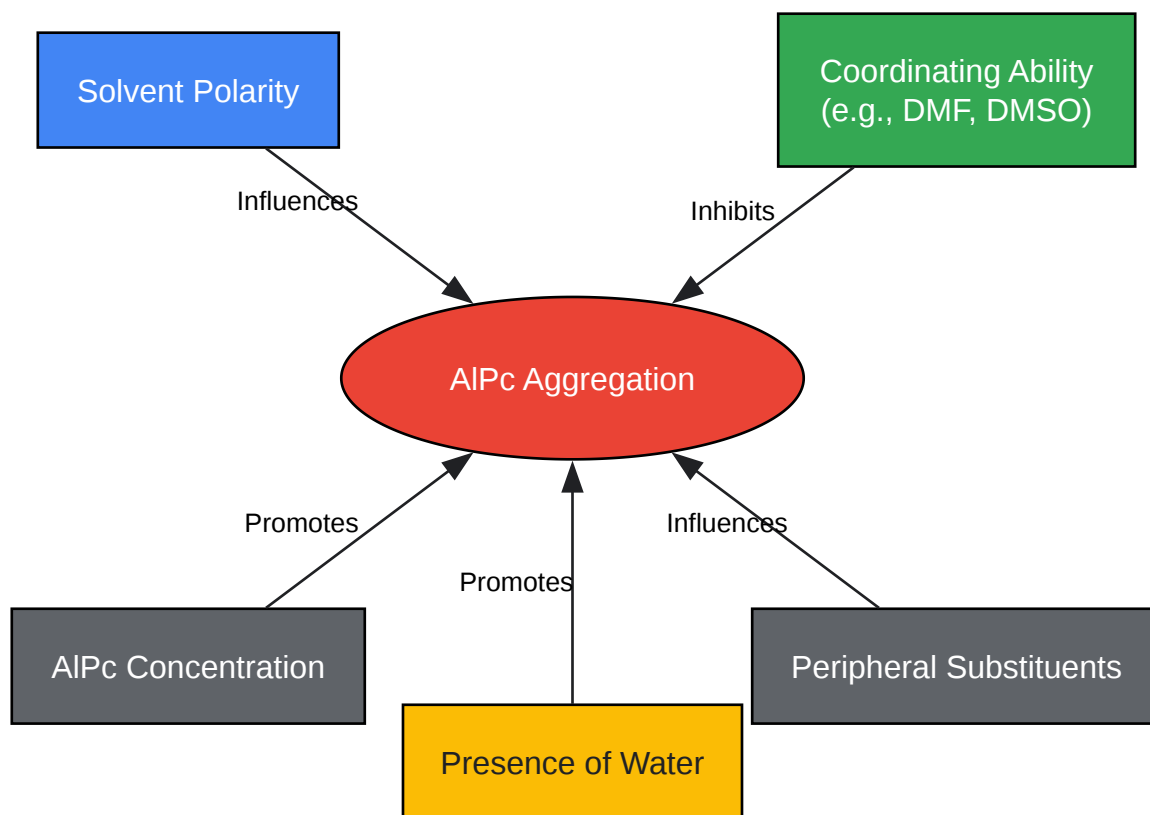 Solvent Polarity
Coordinating Ability
(e.g., DMF, DMSO)
Influences
Inhibits
AlPc Aggregation
Promotes
Influences
Promotes
AlPc Concentration
Peripheral Substituents
Presence of Water